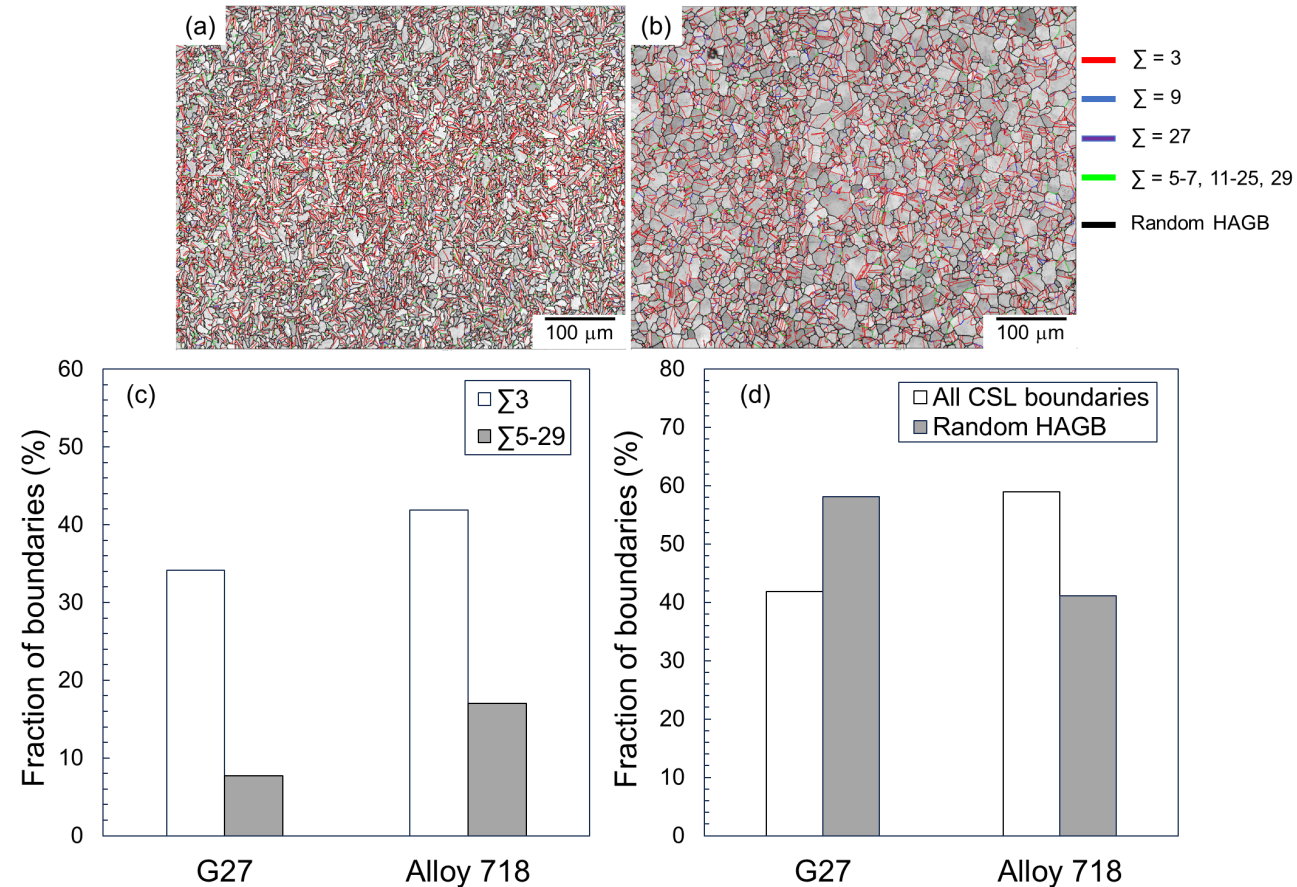 (a)
(b)
∑ = 3
∑ = 9
∑ = 27
∑ = 5-7, 11-25, 29
Random HAGB
100 μm
100 μm
(c)
∑3
∑5-29
Fraction of boundaries (%)
60
50
40
30
20
10
0
G27
Alloy 718
(d)
All CSL boundaries
Random HAGB
Fraction of boundaries (%)
80
70
60
50
40
30
20
10
0
G27
Alloy 718